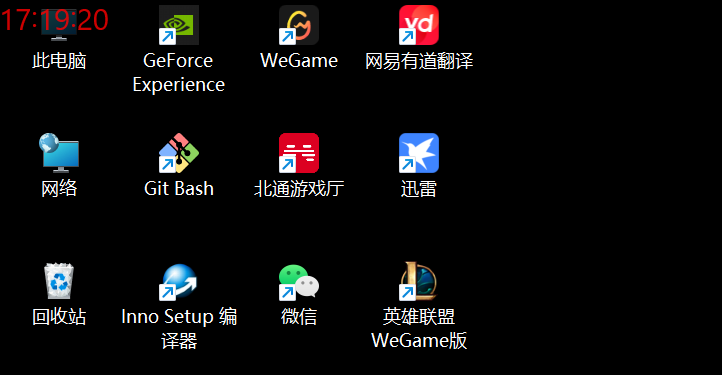 17:19:20
此电脑
GeForce
Experience
WeGame
yd
网易有道翻译
网络
Git Bash
北通游戏厅
迅雷
回收站
Inno Setup 编
译器
微信
英雄联盟
WeGame版